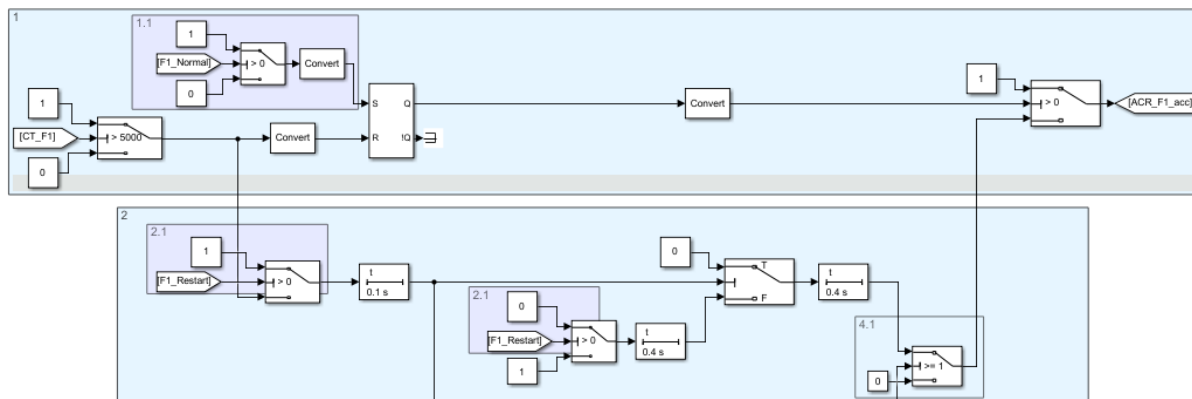 1
1.1
1
[F1_Normal]
> 0
Convert
0
1
[CT_F1]
> 5000
0
Convert
S
Q
R
!Q
Convert
1
> 0
[ACR_F1_acc]
2
2.1
1
[F1_Restart]
> 0
t
0.1 s
0
T
F
t
0.4 s
2.1
0
[F1_Restart]
> 0
1
t
0.4 s
4.1
>= 1
0